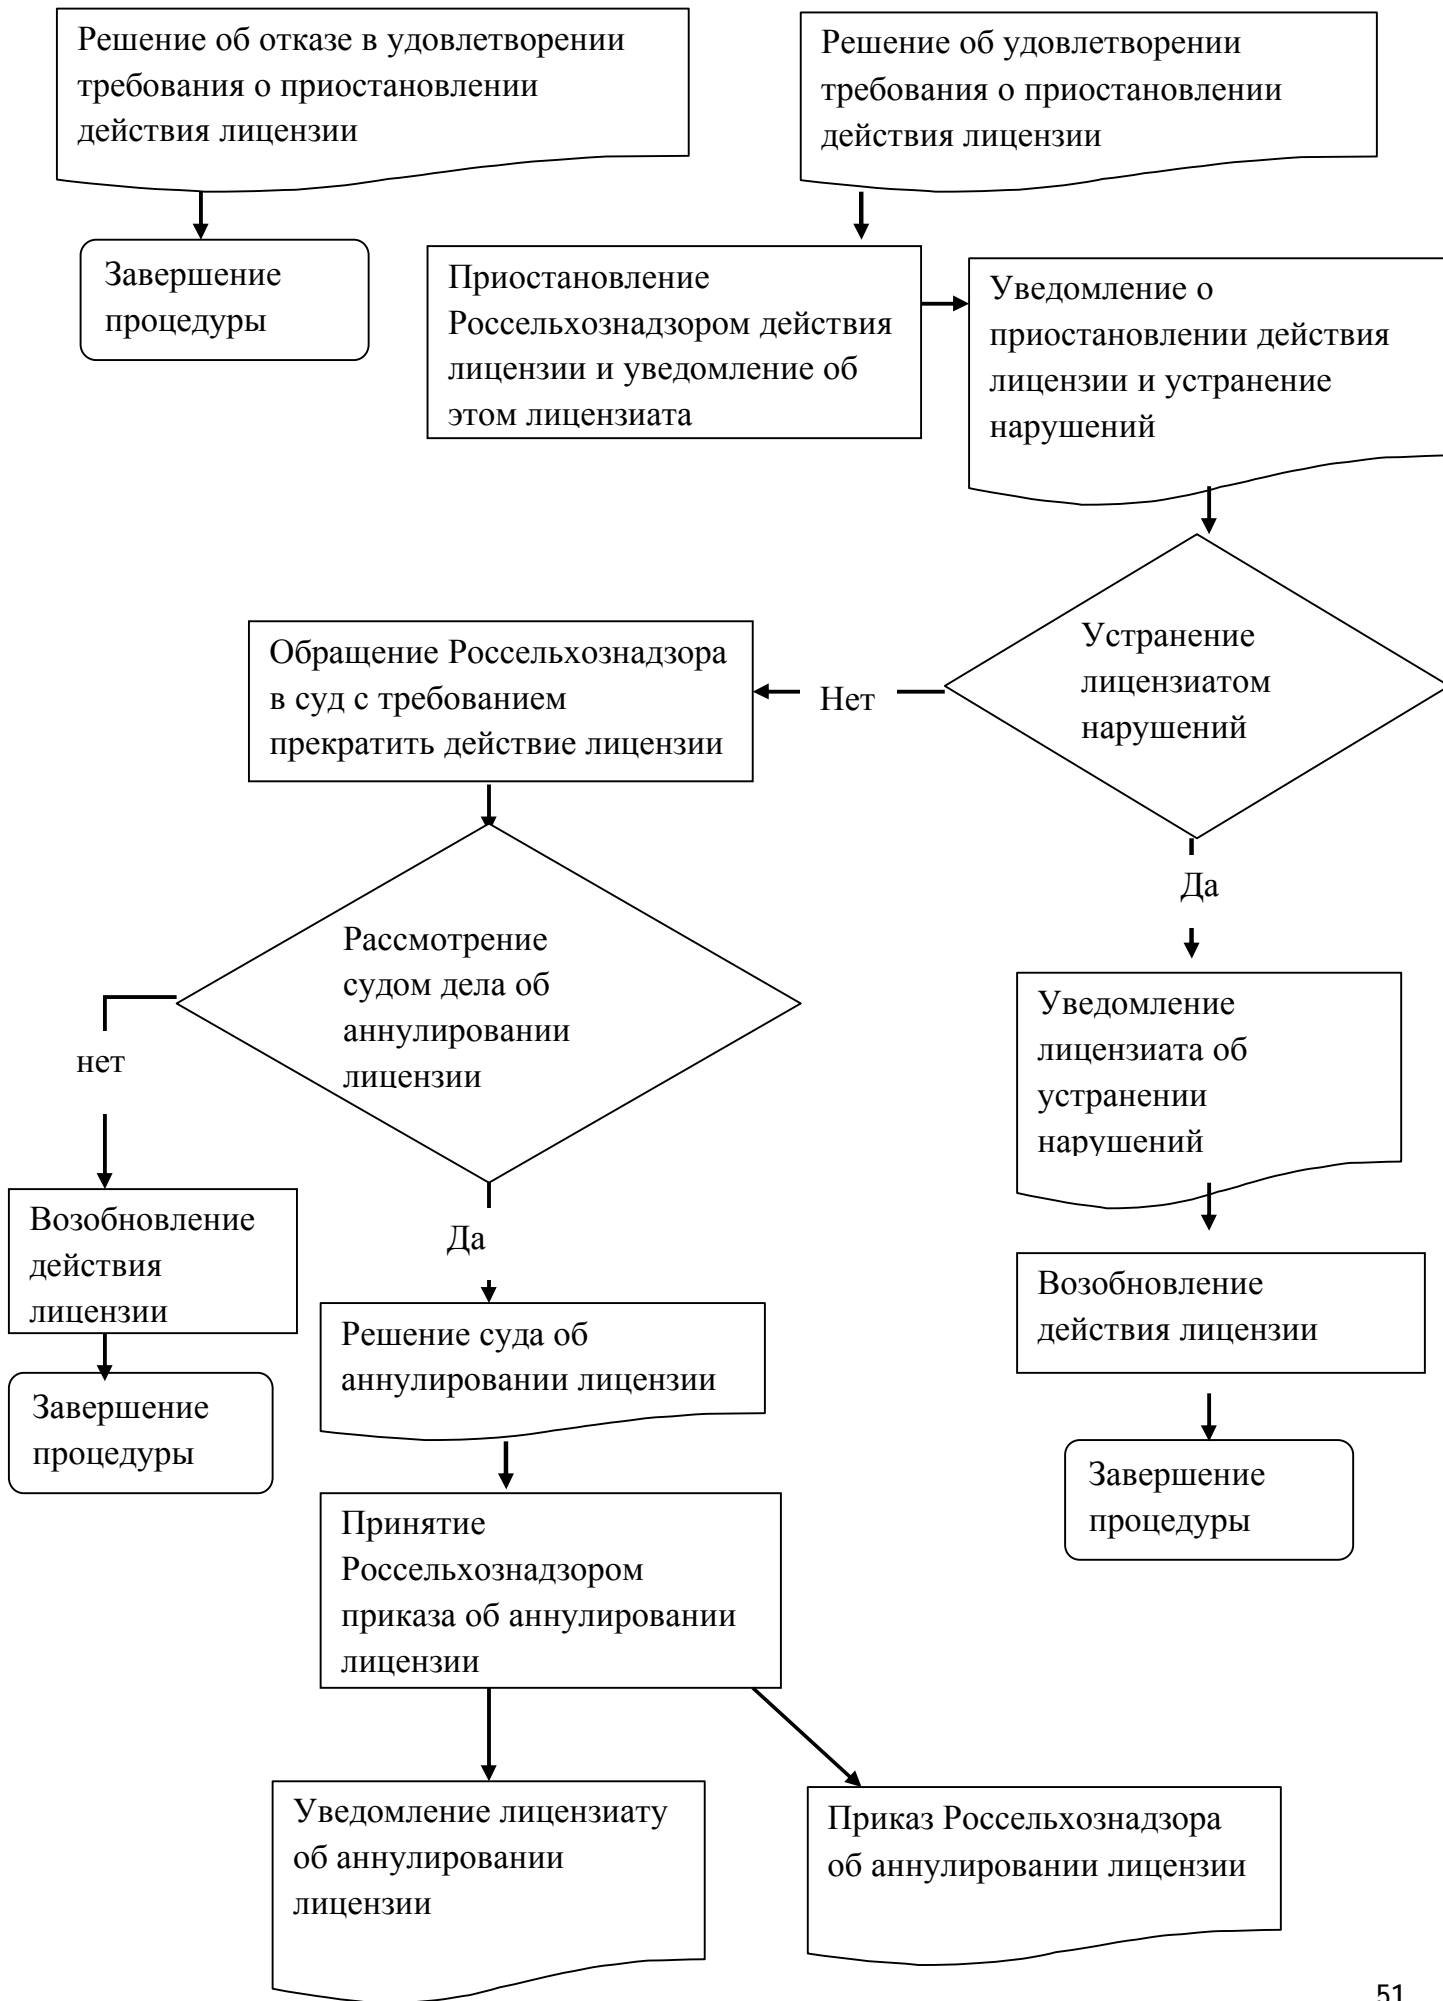 Решение об отказе в удовлетворении
требования о приостановлении
действия лицензии
Решение об удовлетворении
требования о приостановлении
действия лицензии
Завершение
процедуры
Приостановление
Россельхознадзором действия
лицензии и уведомление об
этом лицензиата
Уведомление о
приостановлении действия
лицензии и устранение
нарушений
Устранение
лицензиатом
нарушений
Нет
Обращение Россельхознадзора
в суд с требованием
прекратить действие лицензии
Да
Рассмотрение
судом дела об
аннулировании
лицензии
нет
Уведомление
лицензиата об
устранении
нарушений
Да
Возобновление
действия
лицензии
Возобновление
действия лицензии
Решение суда об
аннулировании лицензии
Завершение
процедуры
Завершение
процедуры
Принятие
Россельхознадзором
приказа об аннулировании
лицензии
Уведомление лицензиату
об аннулировании
лицензии
Приказ Россельхознадзора
об аннулировании лицензии
51